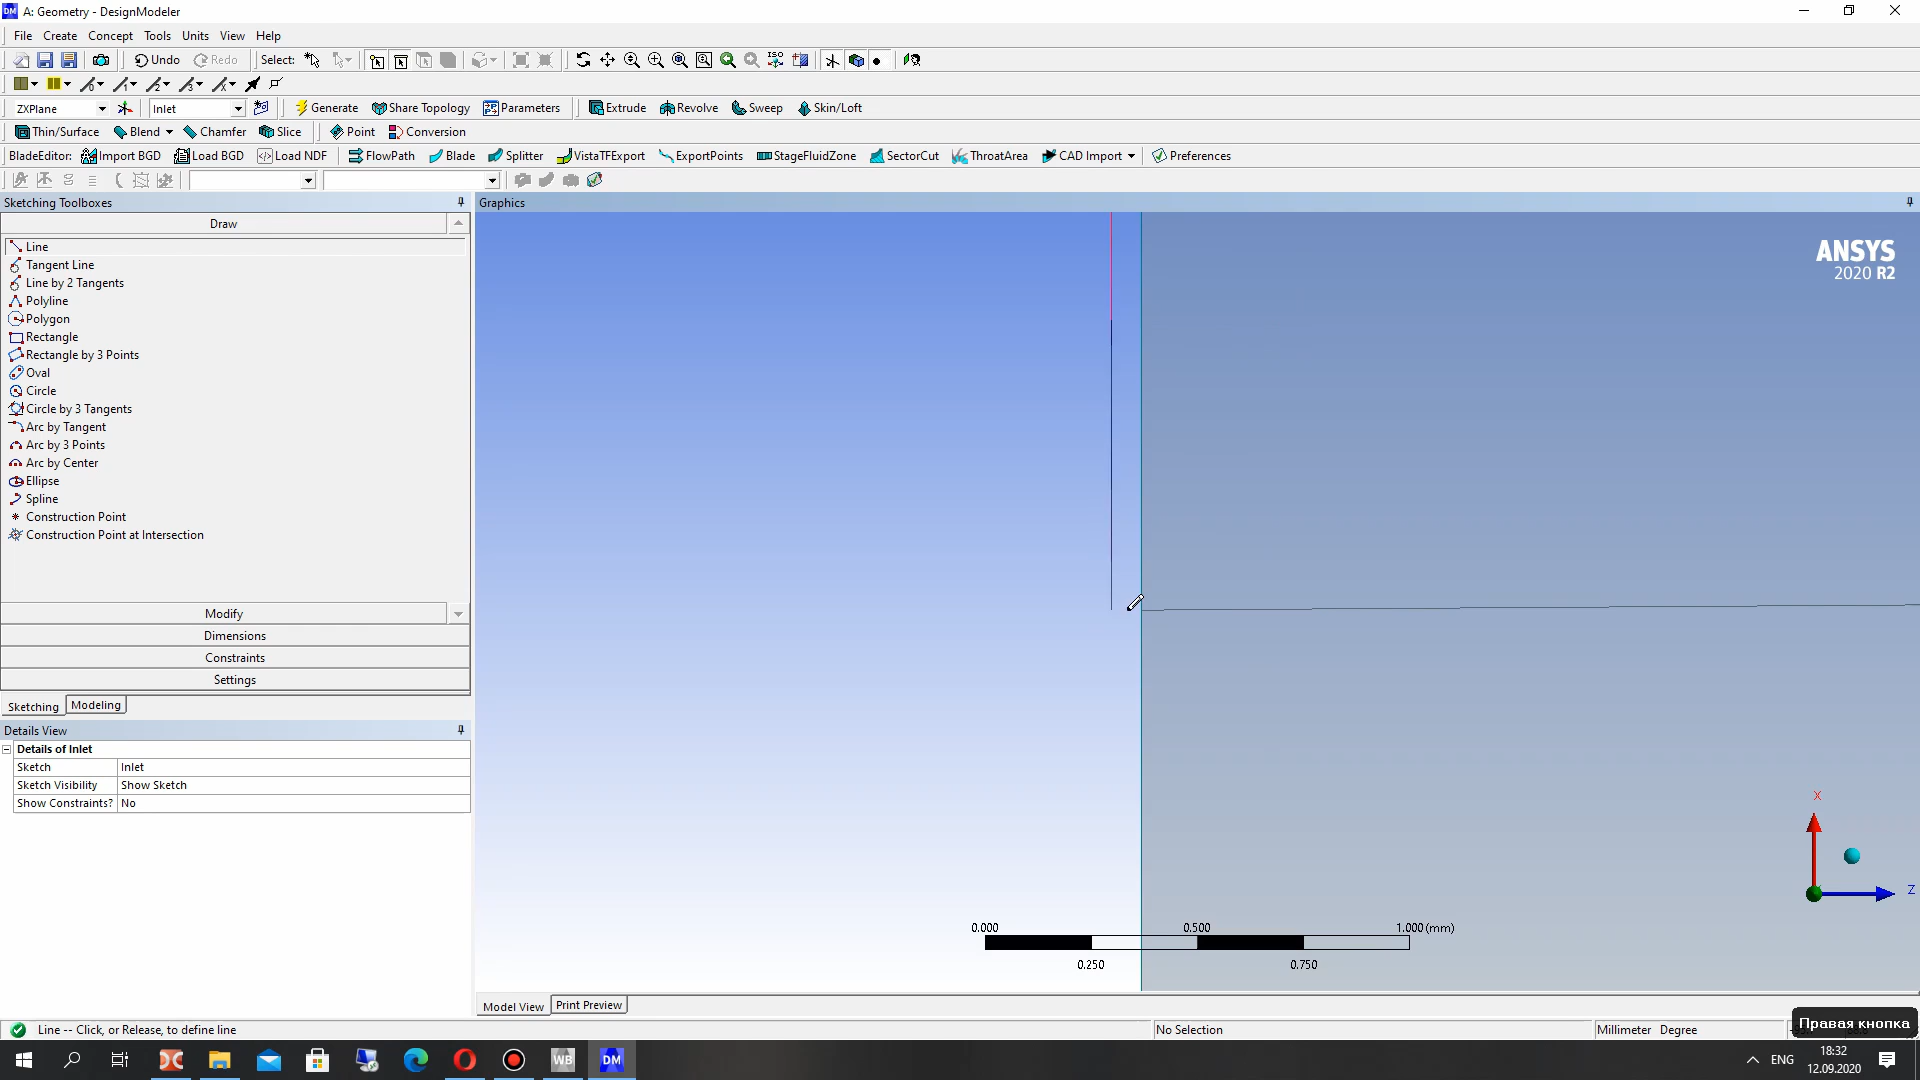 A: Geometry - DesignModeler
File Create Concept Tools Units View Help
Undo Redo Select: ISO
ZXPlane Inlet Generate Share Topology Parameters Extrude Revolve Sweep Skin/Loft
Thin/Surface Blend Chamfer Slice Point Conversion
BladeEditor: Import BGD Load BGD Load NDF FlowPath Blade Splitter VistaTFExport ExportPoints StageFluidZone SectorCut ThroatArea CAD Import Preferences
Sketching Toolboxes
Graphics
Draw
Line
Tangent Line
Line by 2 Tangents
Polyline
Polygon
Rectangle
Rectangle by 3 Points
Oval
Circle
Circle by 3 Tangents
Arc by Tangent
Arc by 3 Points
Arc by Center
Ellipse
Spline
Construction Point
Construction Point at Intersection
Modify
Dimensions
Constraints
Settings
Sketching Modeling
Details View
Details of Inlet
Sketch Inlet
Sketch Visibility Show Sketch
Show Constraints? No
ANSYS
2020 R2
X
Z
0.000 0.500 1.000 (mm)
0.250 0.750
Model View Print Preview
Line -- Click, or Release, to define line No Selection Millimeter Degree
Правая кнопка
WB DM
ENG
18:32
12.09.2020